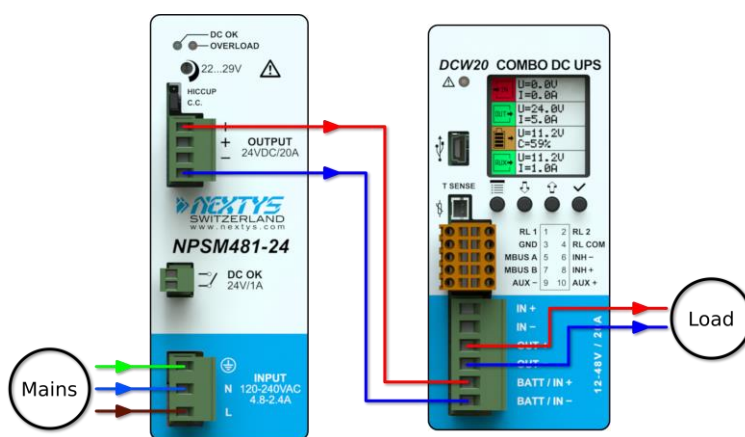 DC OK
OVERLOAD
22...29V
HICCUP
C.C.
+
+
OUTPUT
24VDC/20A
−
NEXTYS
SWITZERLAND
www.nextys.com
NPSM481-24
DC OK
24V/1A
INPUT
N 120-240VAC
4.8-2.4A
L
Mains
DCW20 COMBO DC UPS
IN
U=0.0V
I=0.0A
OUT
U=24.0V
I=5.0A
U=11.2V
C=59%
AUX
U=11.2V
I=1.0A
T SENSE
RL 1 1 2 RL 2
GND 3 4 RL COM
MBUS A 5 6 INH −
MBUS B 7 8 INH +
AUX − 9 10 AUX +
IN +
IN −
OUT
OUT
BATT / IN +
BATT / IN −
12-48V / 20A
Load